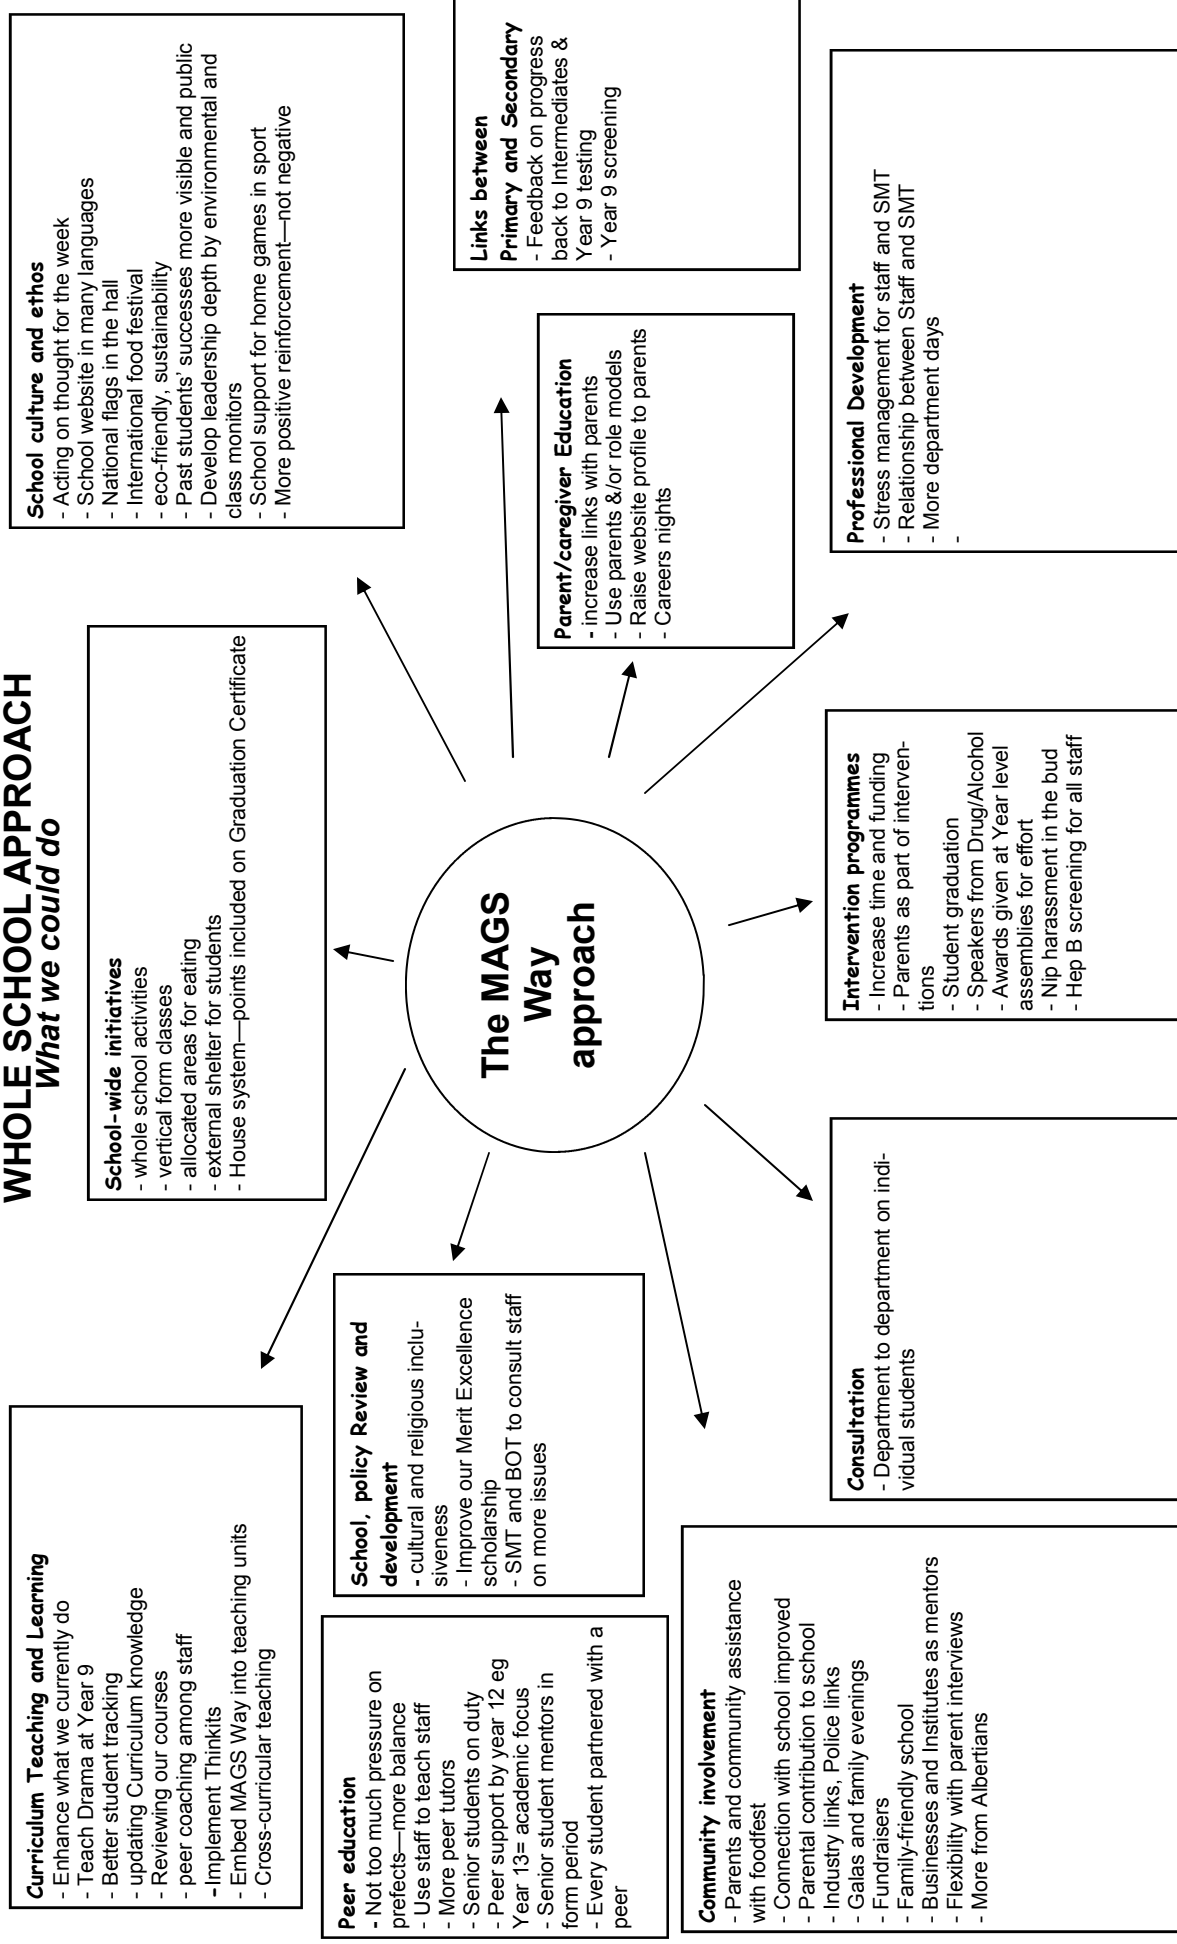 WHOLE SCHOOL APPROACH
What we could do
Curriculum Teaching and Learning
- Enhance what we currently do
- Teach Drama at Year 9
- Better student tracking
- updating Curriculum knowledge
- Reviewing our courses
- peer coaching among staff
- Implement Thinkits
- Embed MAGS Way into teaching units
- Cross-curricular teaching
School-wide initiatives
- whole school activities
- vertical form classes
- allocated areas for eating
- external shelter for students
- House system—points included on Graduation Certificate
School culture and ethos
- Acting on thought for the week
- School website in many languages
- National flags in the hall
- International food festival
- eco-friendly, sustainability
- Past students’ successes more visible and public
- Develop leadership depth by environmental and
class monitors
- School support for home games in sport
- More positive reinforcement—not negative
Peer education
- Not too much pressure on
prefects—more balance
- Use staff to teach staff
- More peer tutors
- Senior students on duty
- Peer support by year 12 eg
Year 13= academic focus
- Senior student mentors in
form period
- Every student partnered with a
peer
School, policy Review and
development
- cultural and religious inclu-
siveness
- Improve our Merit Excellence
scholarship
- SMT and BOT to consult staff
on more issues
The MAGS
Way
approach
Links between
Primary and Secondary
- Feedback on progress
back to Intermediates &
Year 9 testing
- Year 9 screening
Parent/caregiver Education
- increase links with parents
- Use parents &/or role models
- Raise website profile to parents
- Careers nights
Community involvement
- Parents and community assistance
with foodfest
- Connection with school improved
- Parental contribution to school
- Industry links, Police links
- Galas and family evenings
- Fundraisers
- Family-friendly school
- Businesses and Institutes as mentors
- Flexibility with parent interviews
- More from Albertians
Consultation
- Department to department on indi-
vidual students
Intervention programmes
- Increase time and funding
- Parents as part of interven-
tions
- Student graduation
- Speakers from Drug/Alcohol
- Awards given at Year level
assemblies for effort
- Nip harassment in the bud
- Hep B screening for all staff
Professional Development
- Stress management for staff and SMT
- Relationship between Staff and SMT
- More department days
-